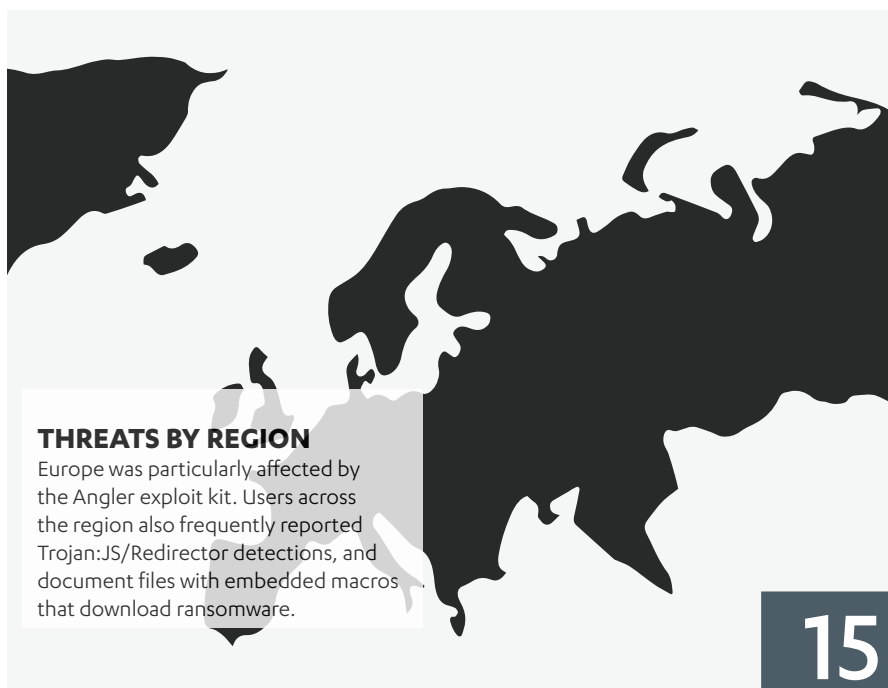 THREATS BY REGION
Europe was particularly affected by
the Angler exploit kit. Users across
the region also frequently reported
Trojan:JS/Redirector detections, and
document files with embedded macros
that download ransomware.
15